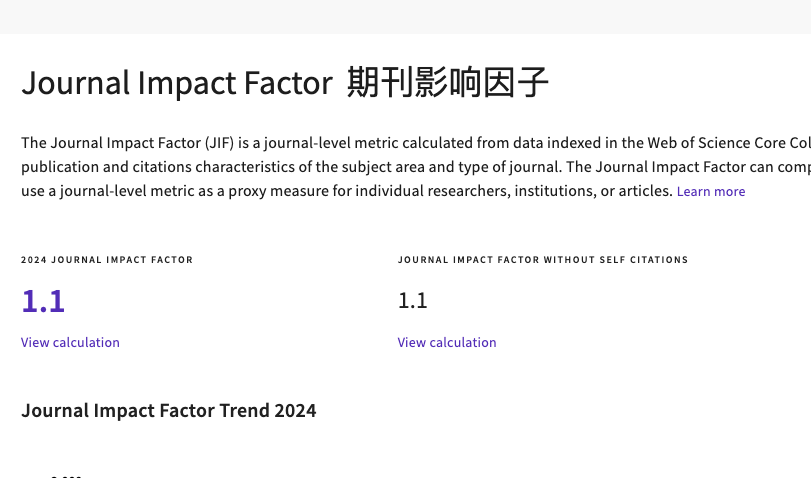 Journal Impact Factor 期刊影响因子
The Journal Impact Factor (JIF) is a journal-level metric calculated from data indexed in the Web of Science Core
publication and citations characteristics of the subject area and type of journal. The Journal Impact Factor can
use a journal-level metric as a proxy measure for individual researchers, institutions, or articles. Learn more
2024 JOURNAL IMPACT FACTOR
JOURNAL IMPACT FACTOR WITHOUT SELF CITATIONS
1.1
1.1
View calculation
View calculation
Journal Impact Factor Trend 2024